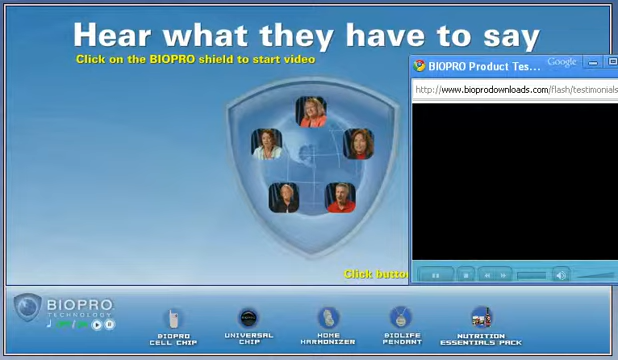 Hear what they have to say
Click on the BIOPRO shield to start video
BIOPRO Product Tes...
Google
http://www.bioprodownloads.com/flash/testimonials
Click button
BIOPRO
TECHNOLOGY
BIOPRO
CELL CHIP
UNIVERSAL
CHIP
HOME
HARMONIZER
BIOLIFE
PENDANT
NUTRITION
ESSENTIALS PACK